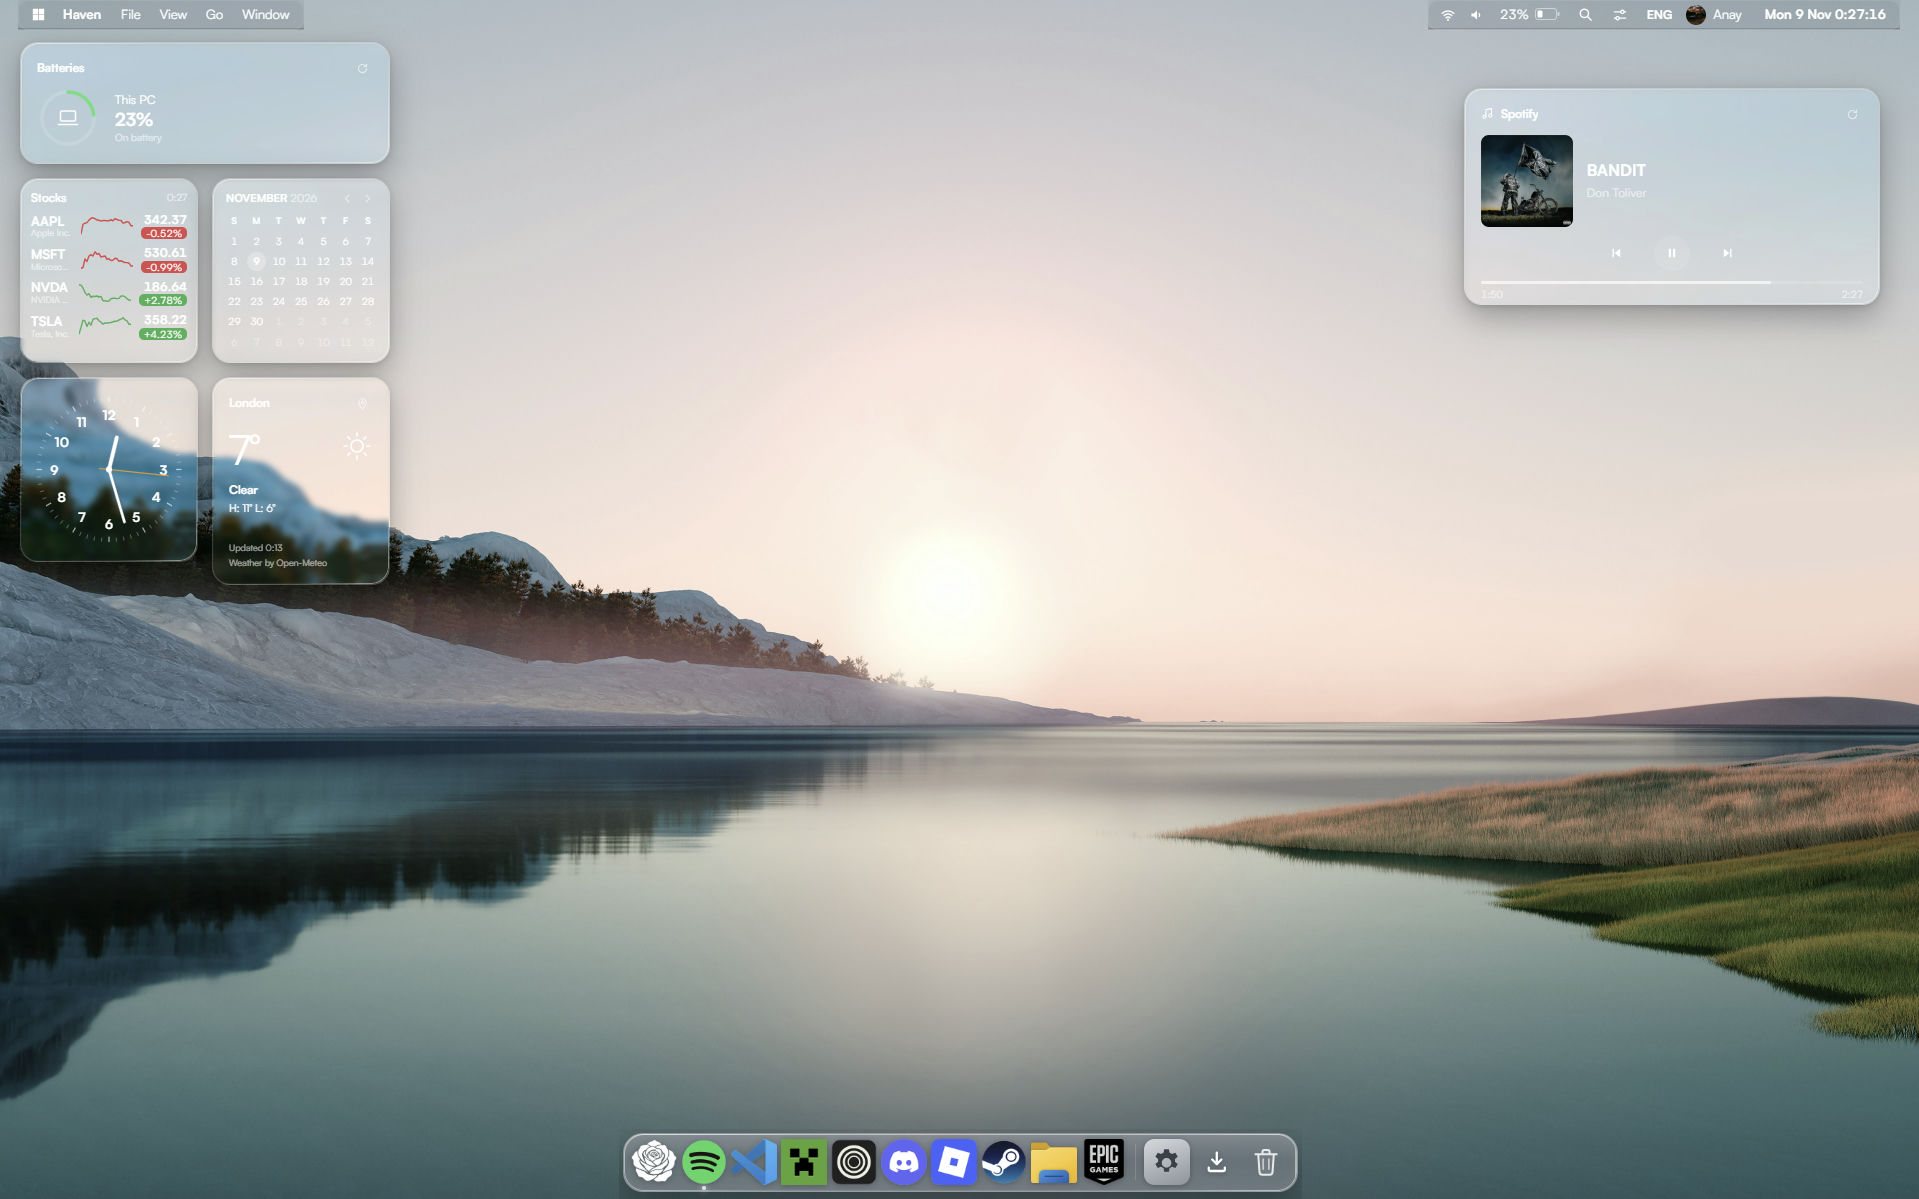 Haven File View Go Window
23% ENG Anay Mon 9 Nov 0:27:16
Batteries
This PC
23%
On battery
Stocks 0:27
AAPL 342.37
Apple Inc. -0.52%
MSFT 530.61
Microso... -0.99%
NVDA 186.64
NVIDIA ... +2.78%
TSLA 358.22
Tesla, Inc. +4.23%
NOVEMBER 2026
S M T W T F S
1 2 3 4 5 6 7
8 9 10 11 12 13 14
15 16 17 18 19 20 21
22 23 24 25 26 27 28
29 30 1 2 3 4 5
6 7 8 9 10 11 12
12 1 2 3 4 5 6 7 8 9 10 11
London
7°
Clear
H: 11° L: 6°
Updated 0:13
Weather by Open-Meteo
Spotify
BANDIT
Don Toliver
1:50 2:27
EPIC
GAMES